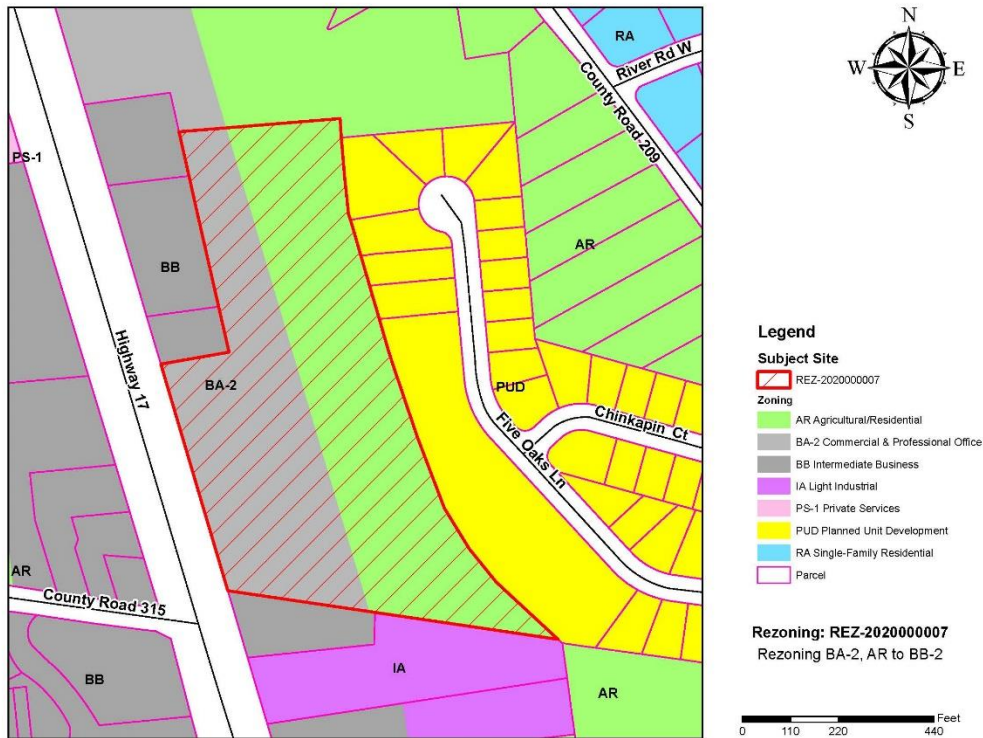 N
W E
S
RA
River Rd W
County Road 209
PS-1
BB
AR
Highway 17
BA-2
PUD
Chinkapin Ct
Five Oaks Ln
AR
County Road 315
BB
IA
AR
Legend
Subject Site
REZ-2020000007
Zoning
AR Agricultural/Residential
BA-2 Commercial & Professional Office
BB Intermediate Business
IA Light Industrial
PS-1 Private Services
PUD Planned Unit Development
RA Single-Family Residential
Parcel
Rezoning: REZ-2020000007
Rezoning BA-2, AR to BB-2
Feet
0 110 220 440